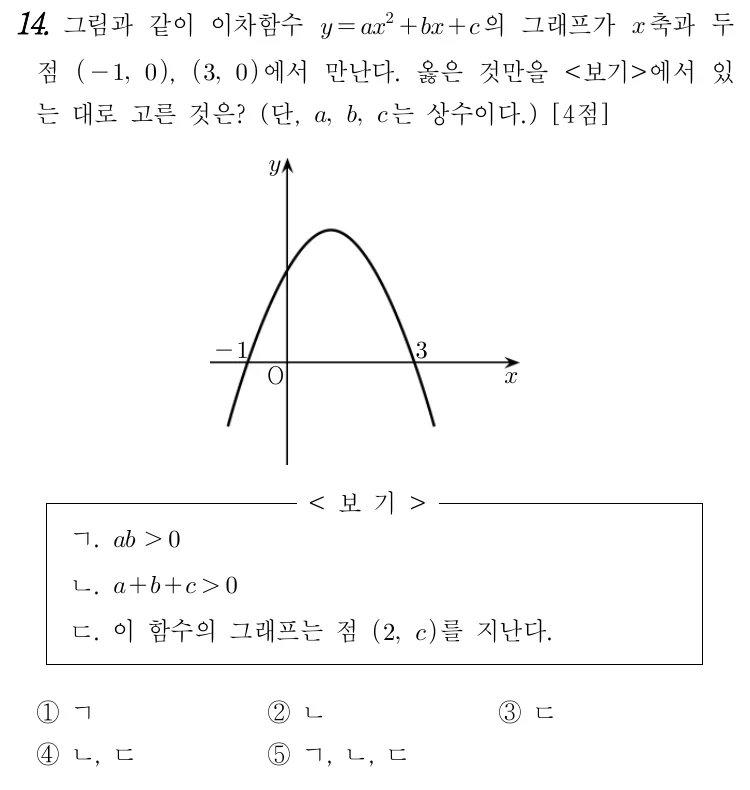 14. 그림과 같이 이차함수 y=ax²+bx+c의 그래프가 x축과 두
점 (−1, 0), (3, 0)에서 만난다. 옳은 것만을 <보기>에서 있
는 대로 고른 것은? (단, a, b, c는 상수이다.) [4점]
y
−1
3
O
x
< 보 기 >
ㄱ. ab > 0
ㄴ. a+b+c > 0
ㄷ. 이 함수의 그래프는 점 (2, c)를 지난다.
① ㄱ ② ㄴ ③ ㄷ
④ ㄴ, ㄷ ⑤ ㄱ, ㄴ, ㄷ